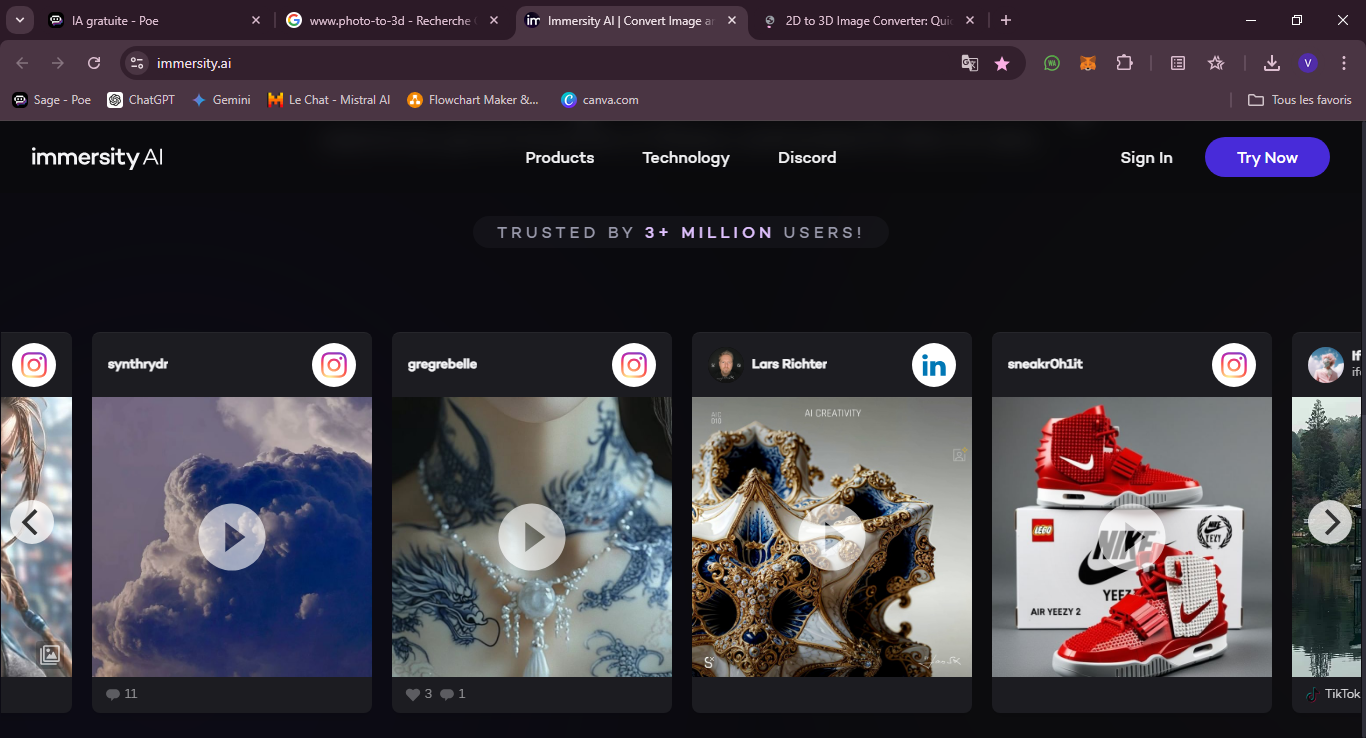 IA gratuite - Poe
www.photo-to-3d - Recherche
Immersity AI | Convert Image a
2D to 3D Image Converter: Quic
immersity.ai
Sage - Poe
ChatGPT
Gemini
Le Chat - Mistral AI
Flowchart Maker &...
canva.com
Tous les favoris
immersity AI
Products
Technology
Discord
Sign In
Try Now
TRUSTED BY 3+ MILLION USERS!
synthrydr
gregrebelle
Lars Richter
in
sneakr0h1it
AI CREATIVITY
LEGO
NIKE
YEEZ
AIR YEEZY 2
11
3
1
TikTok